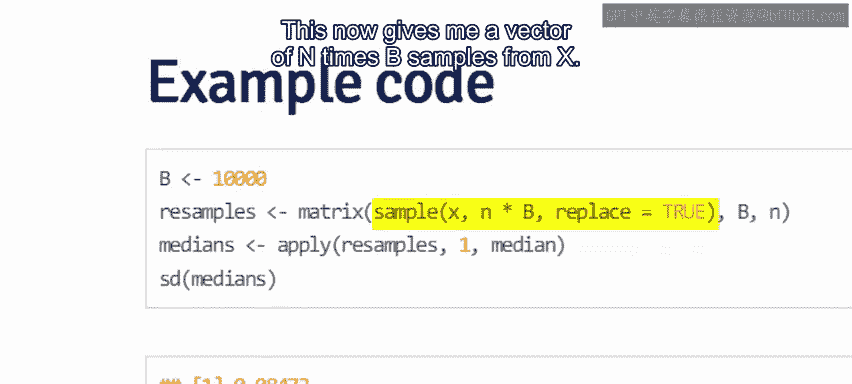 This now gives me a vector
of N times B samples from X.
Example code
B <- 10000
resamples <- matrix(sample(x, n * B, replace = TRUE), B, n)
medians <- apply(resamples, 1, median)
sd(medians)